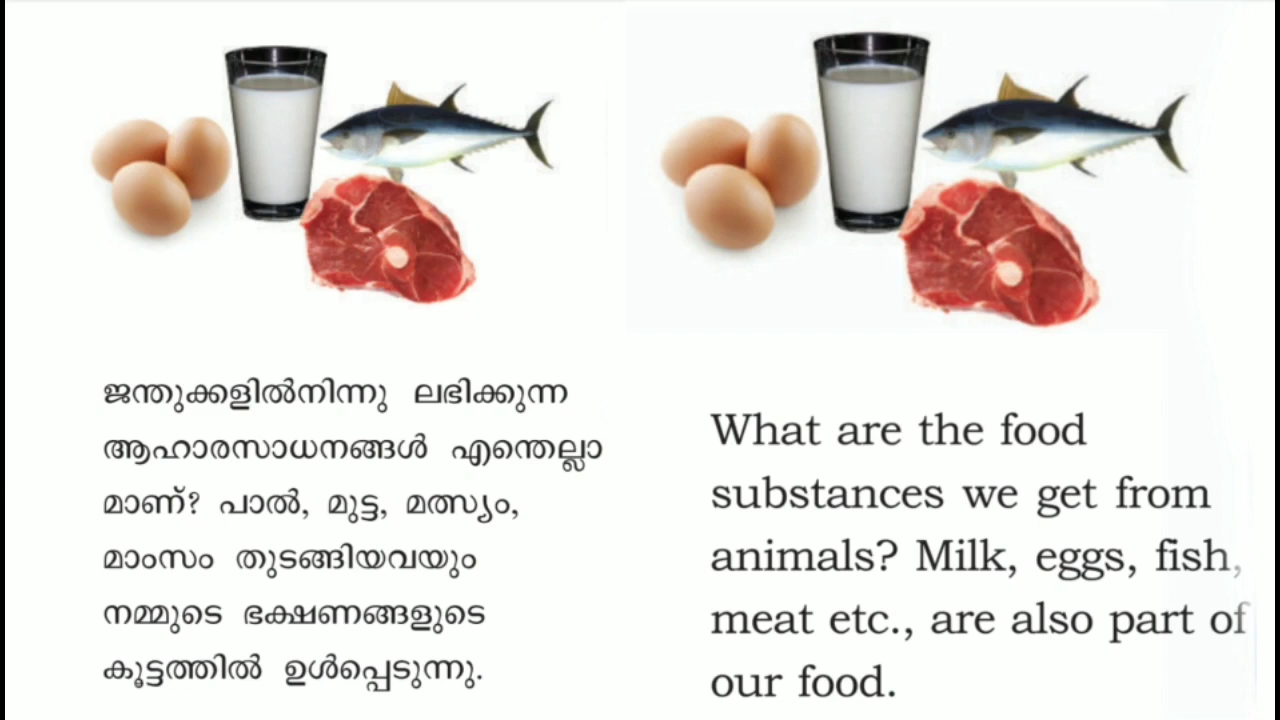 ജന്തുക്കളിൽനിന്നു ലഭിക്കുന്ന
ആഹാരസാധനങ്ങൾ എന്തെല്ലാ
മാണ്? പാൽ, മുട്ട, മത്സ്യം,
മാംസം തുടങ്ങിയവയും
നമ്മുടെ ഭക്ഷണങ്ങളുടെ
കൂട്ടത്തിൽ ഉൾപ്പെടുന്നു.
What are the food
substances we get from
animals? Milk, eggs, fish,
meat etc., are also part of
our food.